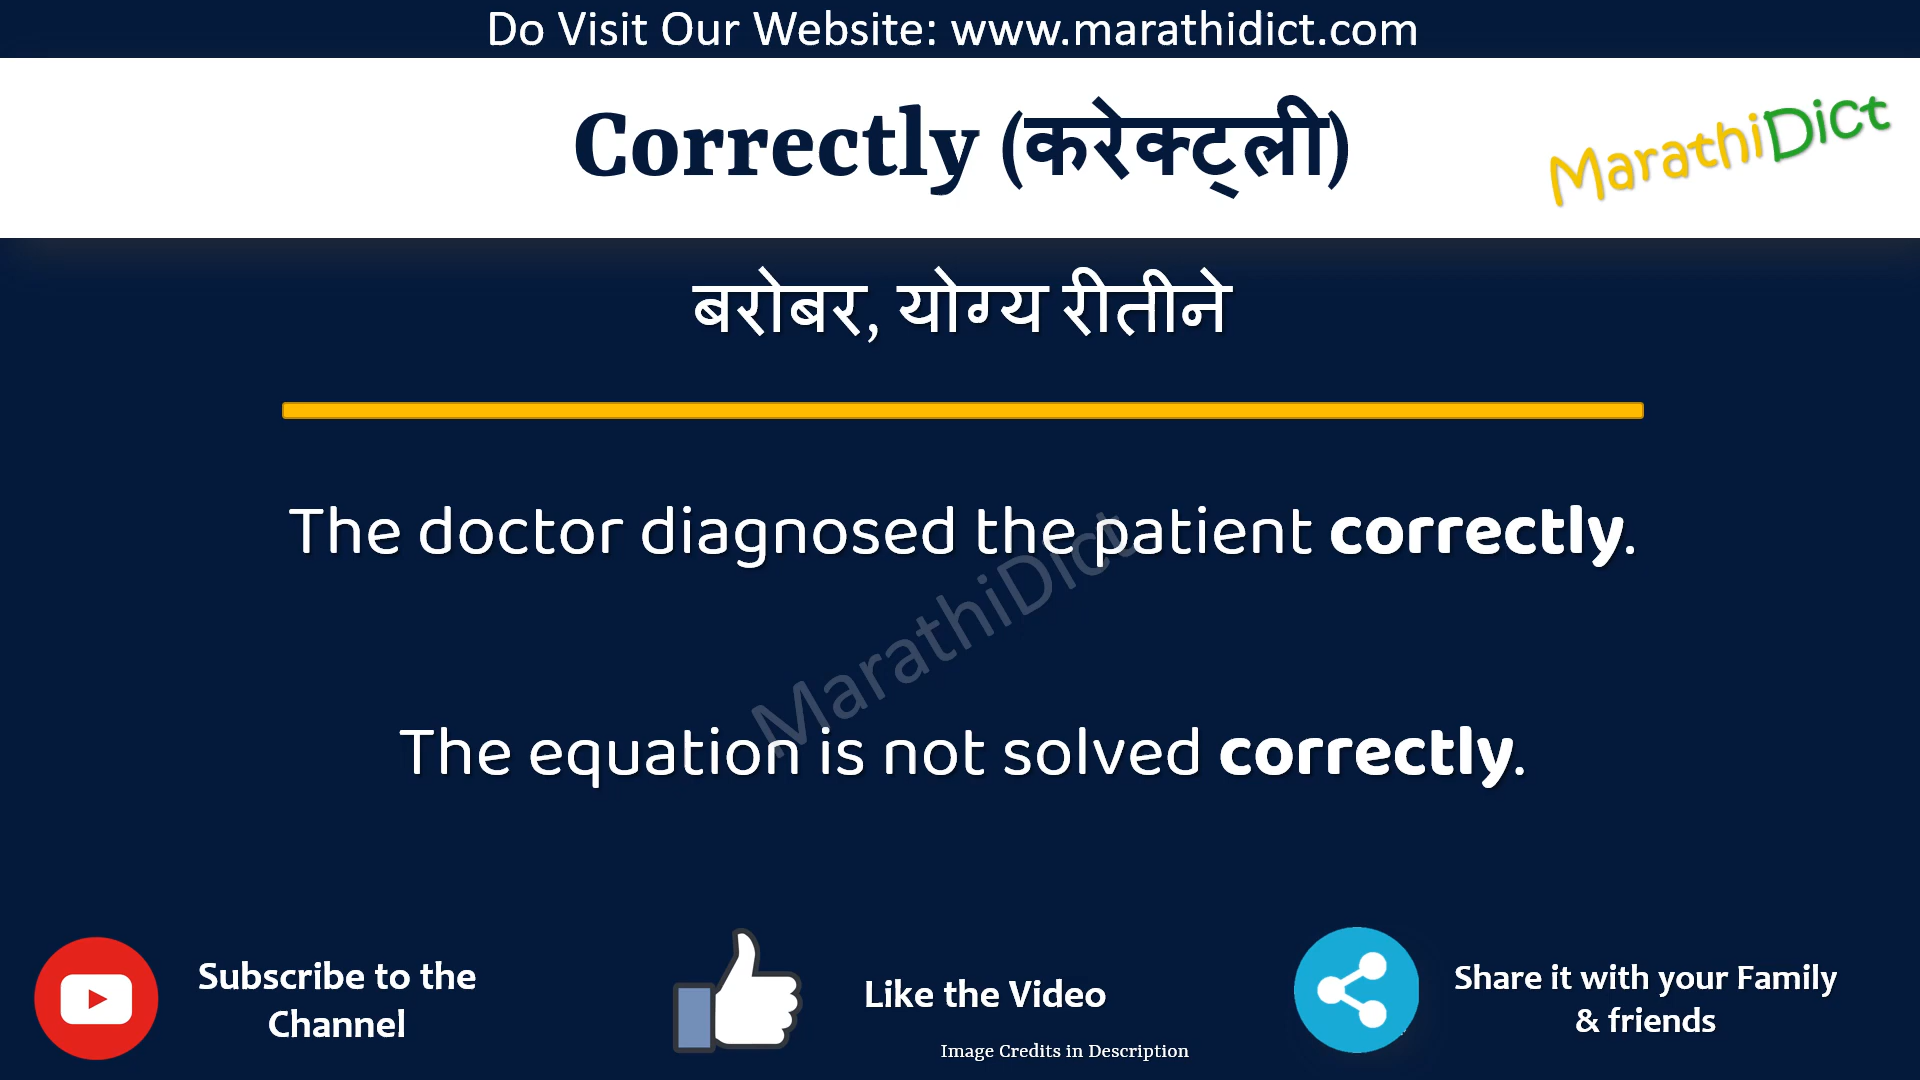 Do Visit Our Website: www.marathidict.com
Correctly (करेक्ट्ली)
MarathiDict
बरोबर, योग्य रीतीने
The doctor diagnosed the patient correctly.
MarathiDict
The equation is not solved correctly.
Subscribe to the
Channel
Like the Video
Share it with your Family
& friends
Image Credits in Description